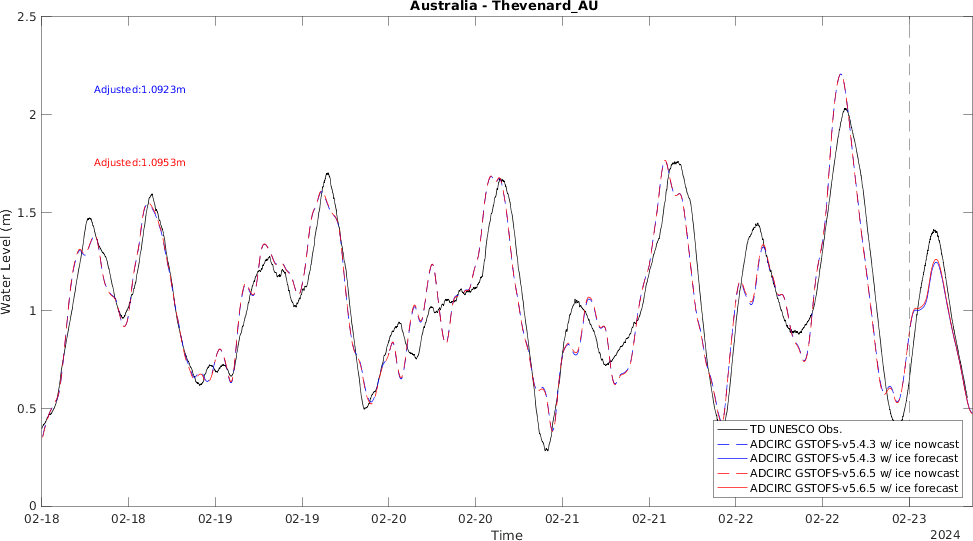 Australia - Thevenard_AU
2.5
2
1.5
1
0.5
0
Water Level (m)
Adjusted:1.0923m
Adjusted:1.0953m
TD UNESCO Obs.
ADCIRC GSTOFS-v5.4.3 w/ ice nowcast
ADCIRC GSTOFS-v5.4.3 w/ ice forecast
ADCIRC GSTOFS-v5.6.5 w/ ice nowcast
ADCIRC GSTOFS-v5.6.5 w/ ice forecast
02-18 02-18 02-19 02-19 02-20 02-20 02-21 02-21 02-22 02-22 02-23
Time
2024